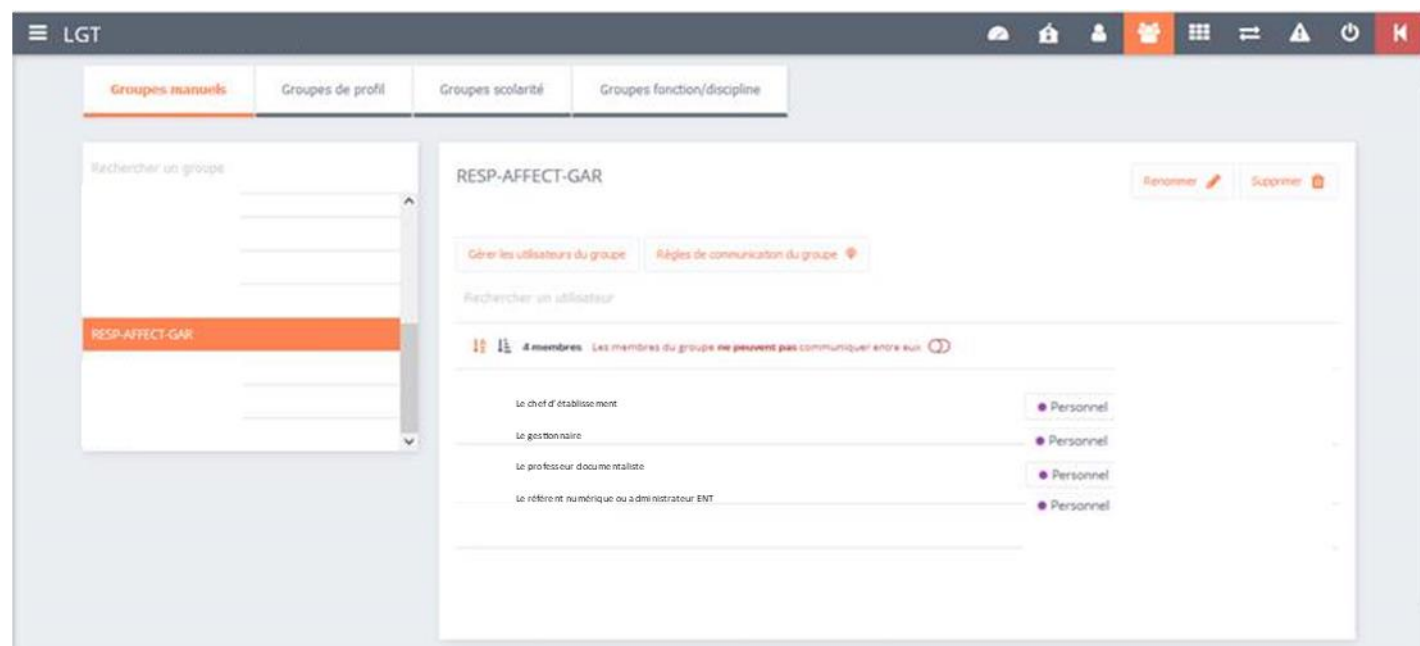 LGT
Groupes manuels
Groupes de profil
Groupes scolarité
Groupes fonction/discipline
Rechercher un groupe
RESP-AFFECT-GAR
RESP-AFFECT-GAR
Renommer
Supprimer
Gérer les utilisateurs du groupe
Règles de communication du groupe
Rechercher un utilisateur
4 membres Les membres du groupe ne peuvent pas communiquer entre eux
Le chef d'établissement Personnel
Le gestionnaire Personnel
Le professeur documentaliste Personnel
Le référent numérique ou administrateur ENT Personnel